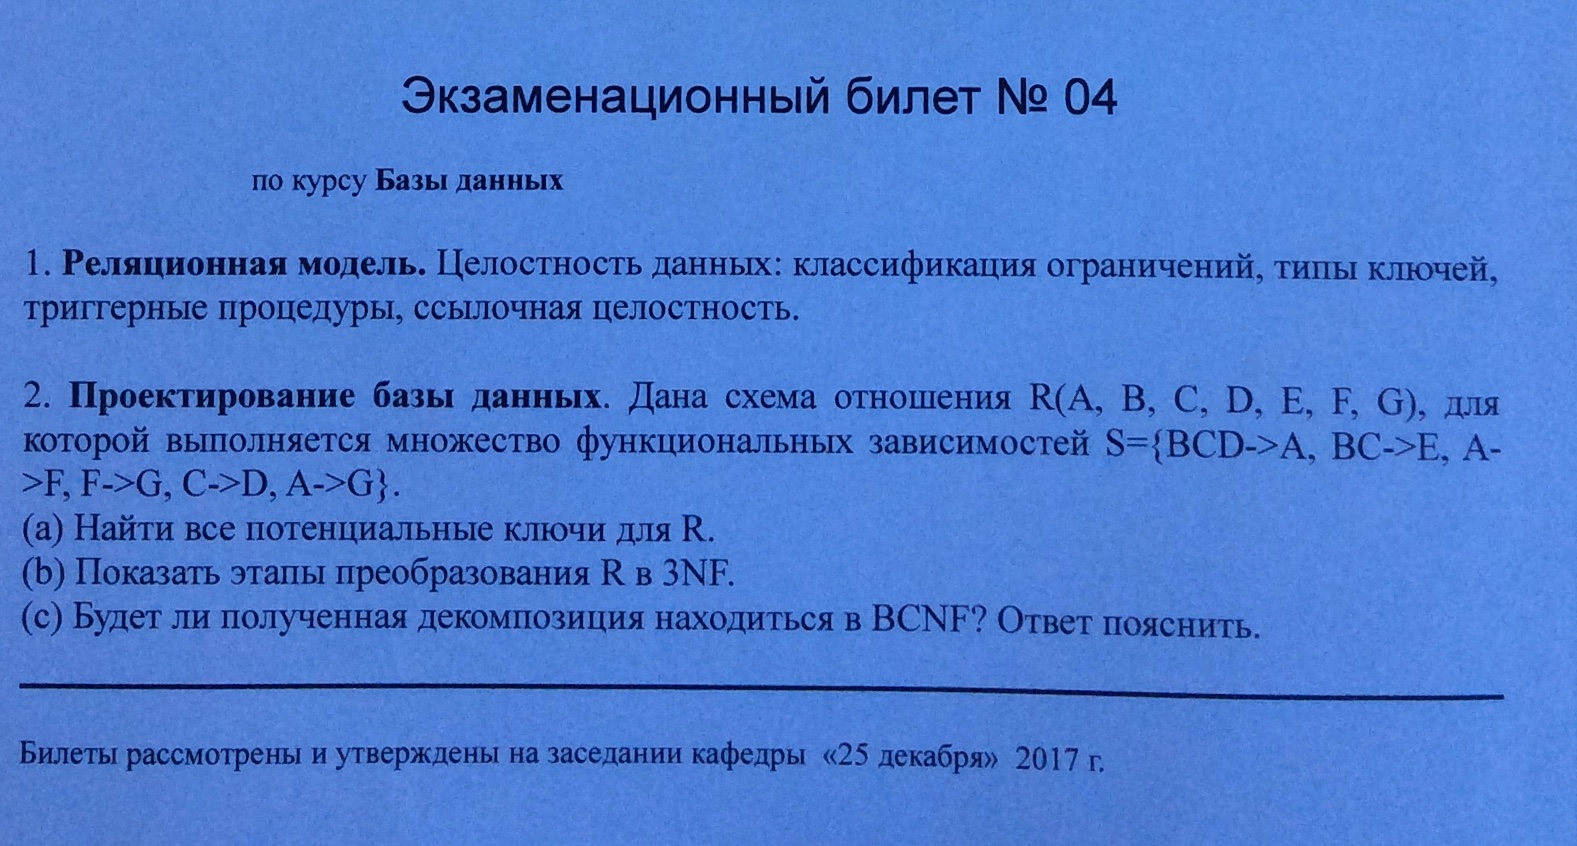 Экзаменационный билет № 04
по курсу Базы данных
1. Реляционная модель. Целостность данных: классификация ограничений, типы ключей,
триггерные процедуры, ссылочная целостность.
2. Проектирование базы данных. Дана схема отношения R(A, B, C, D, E, F, G), для
которой выполняется множество функциональных зависимостей S={BCD->A, BC->E, A-
>F, F->G, C->D, A->G}.
(a) Найти все потенциальные ключи для R.
(b) Показать этапы преобразования R в 3NF.
(c) Будет ли полученная декомпозиция находиться в BCNF? Ответ пояснить.
Билеты рассмотрены и утверждены на заседании кафедры «25 декабря» 2017 г.